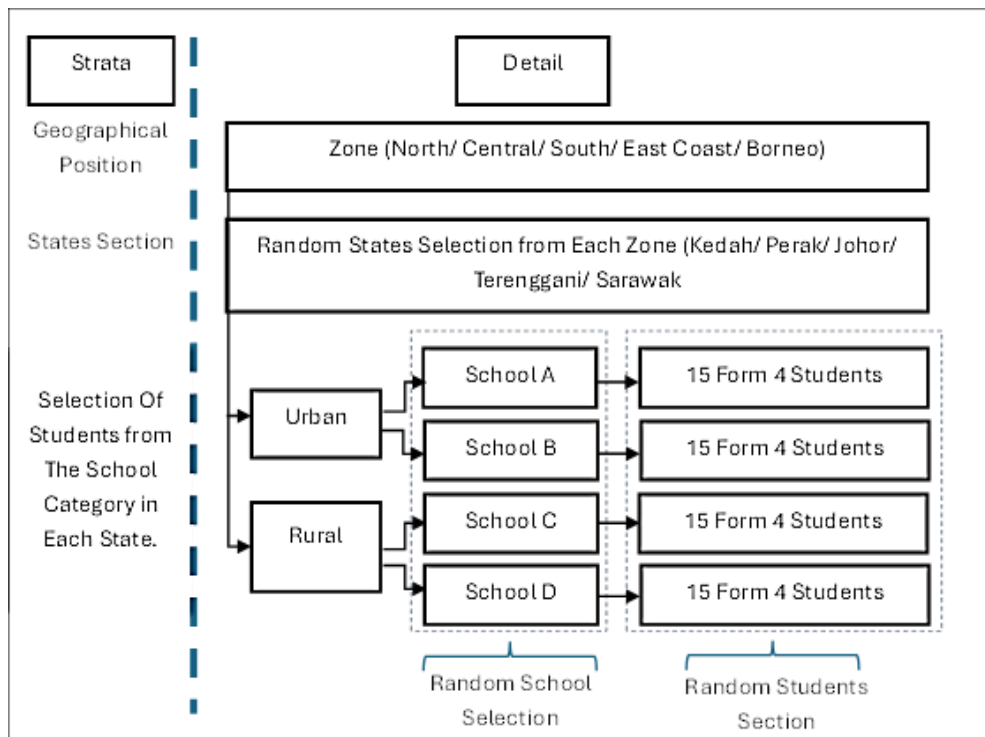 Strata
Detail
Geographical
Position
Zone (North/ Central/ South/ East Coast/ Borneo)
States Section
Random States Selection from Each Zone (Kedah/ Perak/ Johor/
Terenggani/ Sarawak
Selection Of
Students from
The School
Category in
Each State.
Urban
School A
15 Form 4 Students
School B
15 Form 4 Students
Rural
School C
15 Form 4 Students
School D
15 Form 4 Students
Random School
Selection
Random Students
Section